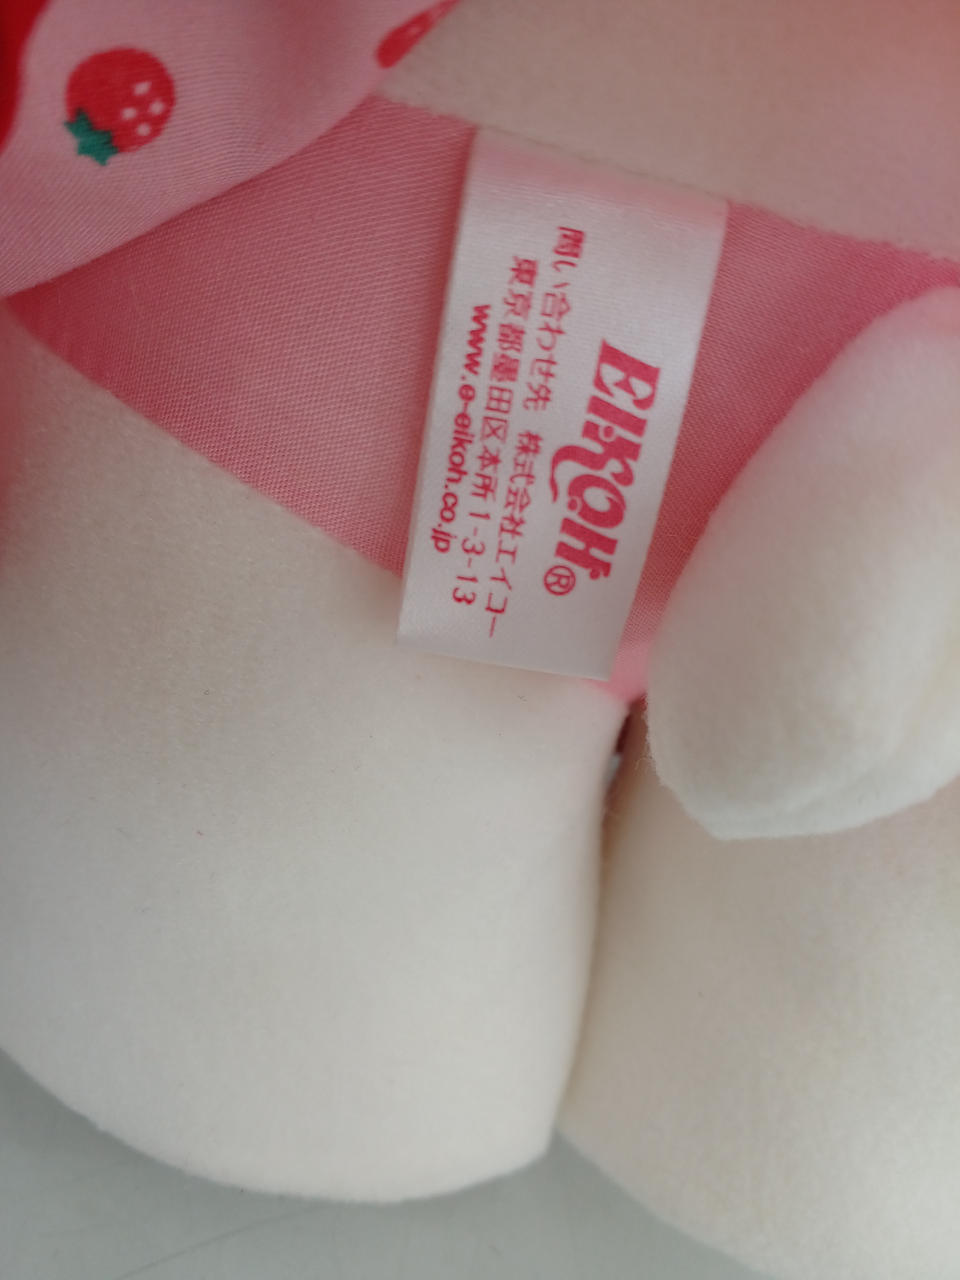 EIKOH®
問い合わせ先 株式会社エイコー
東京都墨田区本所1-3-13
www.e-eikoh.co.jp